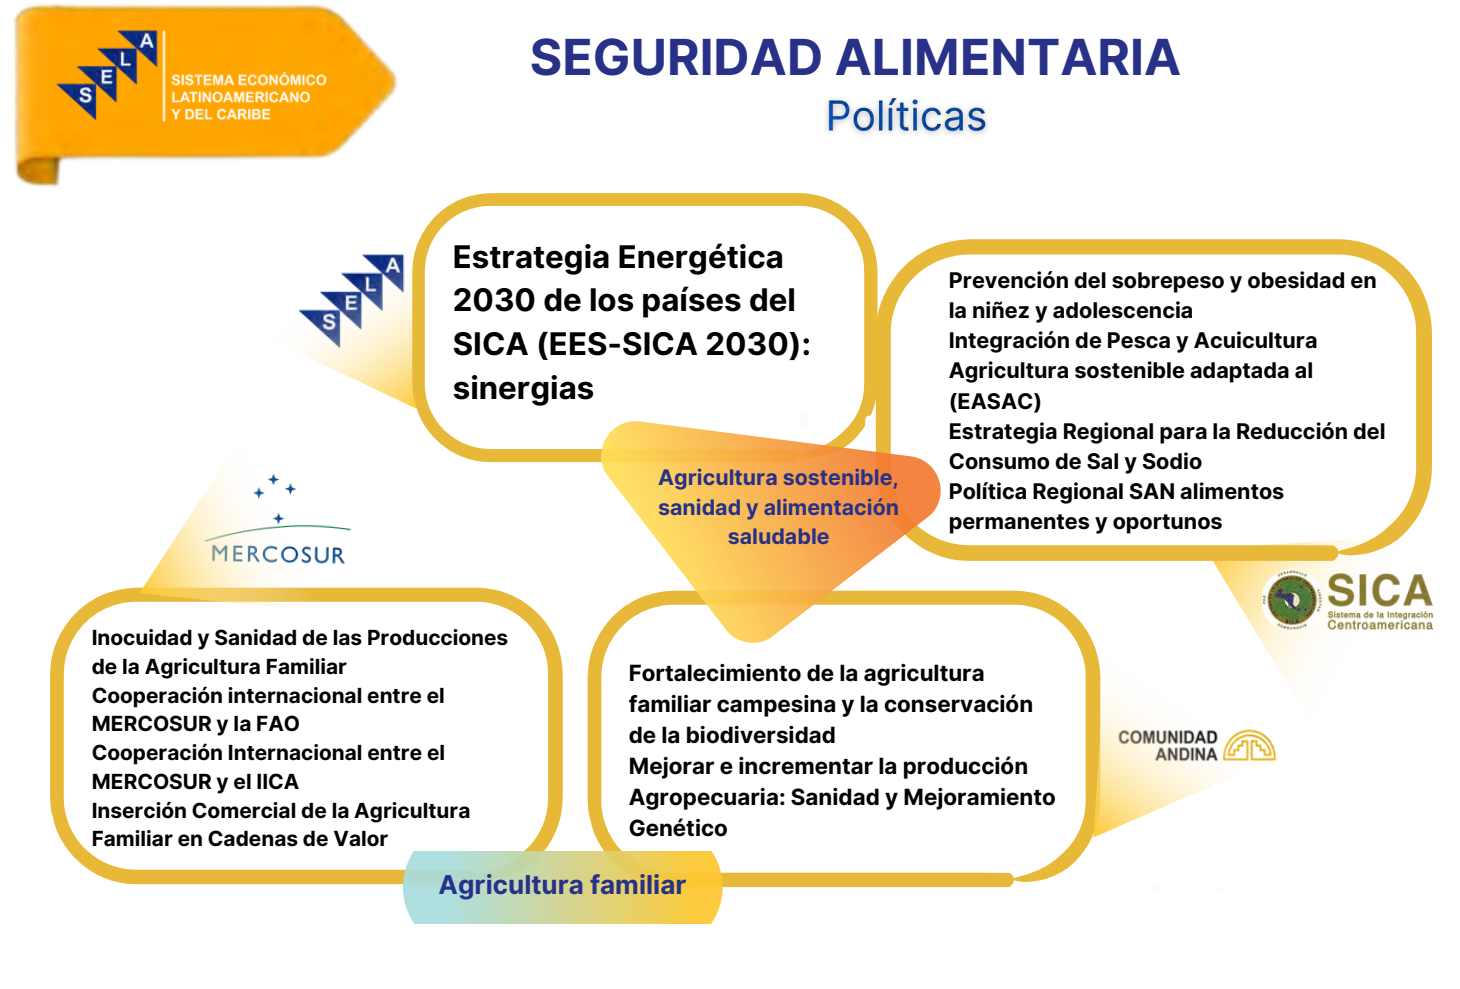 SELA
SISTEMA ECONÓMICO
LATINOAMERICANO
Y DEL CARIBE
SEGURIDAD ALIMENTARIA
Políticas
SELA
Estrategia Energética
2030 de los países del
SICA (EES-SICA 2030):
sinergias
Prevención del sobrepeso y obesidad en
la niñez y adolescencia
Integración de Pesca y Acuicultura
Agricultura sostenible adaptada al
(EASAC)
Estrategia Regional para la Reducción del
Consumo de Sal y Sodio
Política Regional SAN alimentos
permanentes y oportunos
Agricultura sostenible,
sanidad y alimentación
saludable
MERCOSUR
SICA
Sistema de la Integración
Centroamericana
Inocuidad y Sanidad de las Producciones
de la Agricultura Familiar
Cooperación internacional entre el
MERCOSUR y la FAO
Cooperación Internacional entre el
MERCOSUR y el IICA
Inserción Comercial de la Agricultura
Familiar en Cadenas de Valor
Fortalecimiento de la agricultura
familiar campesina y la conservación
de la biodiversidad
Mejorar e incrementar la producción
Agropecuaria: Sanidad y Mejoramiento
Genético
COMUNIDAD
ANDINA
Agricultura familiar